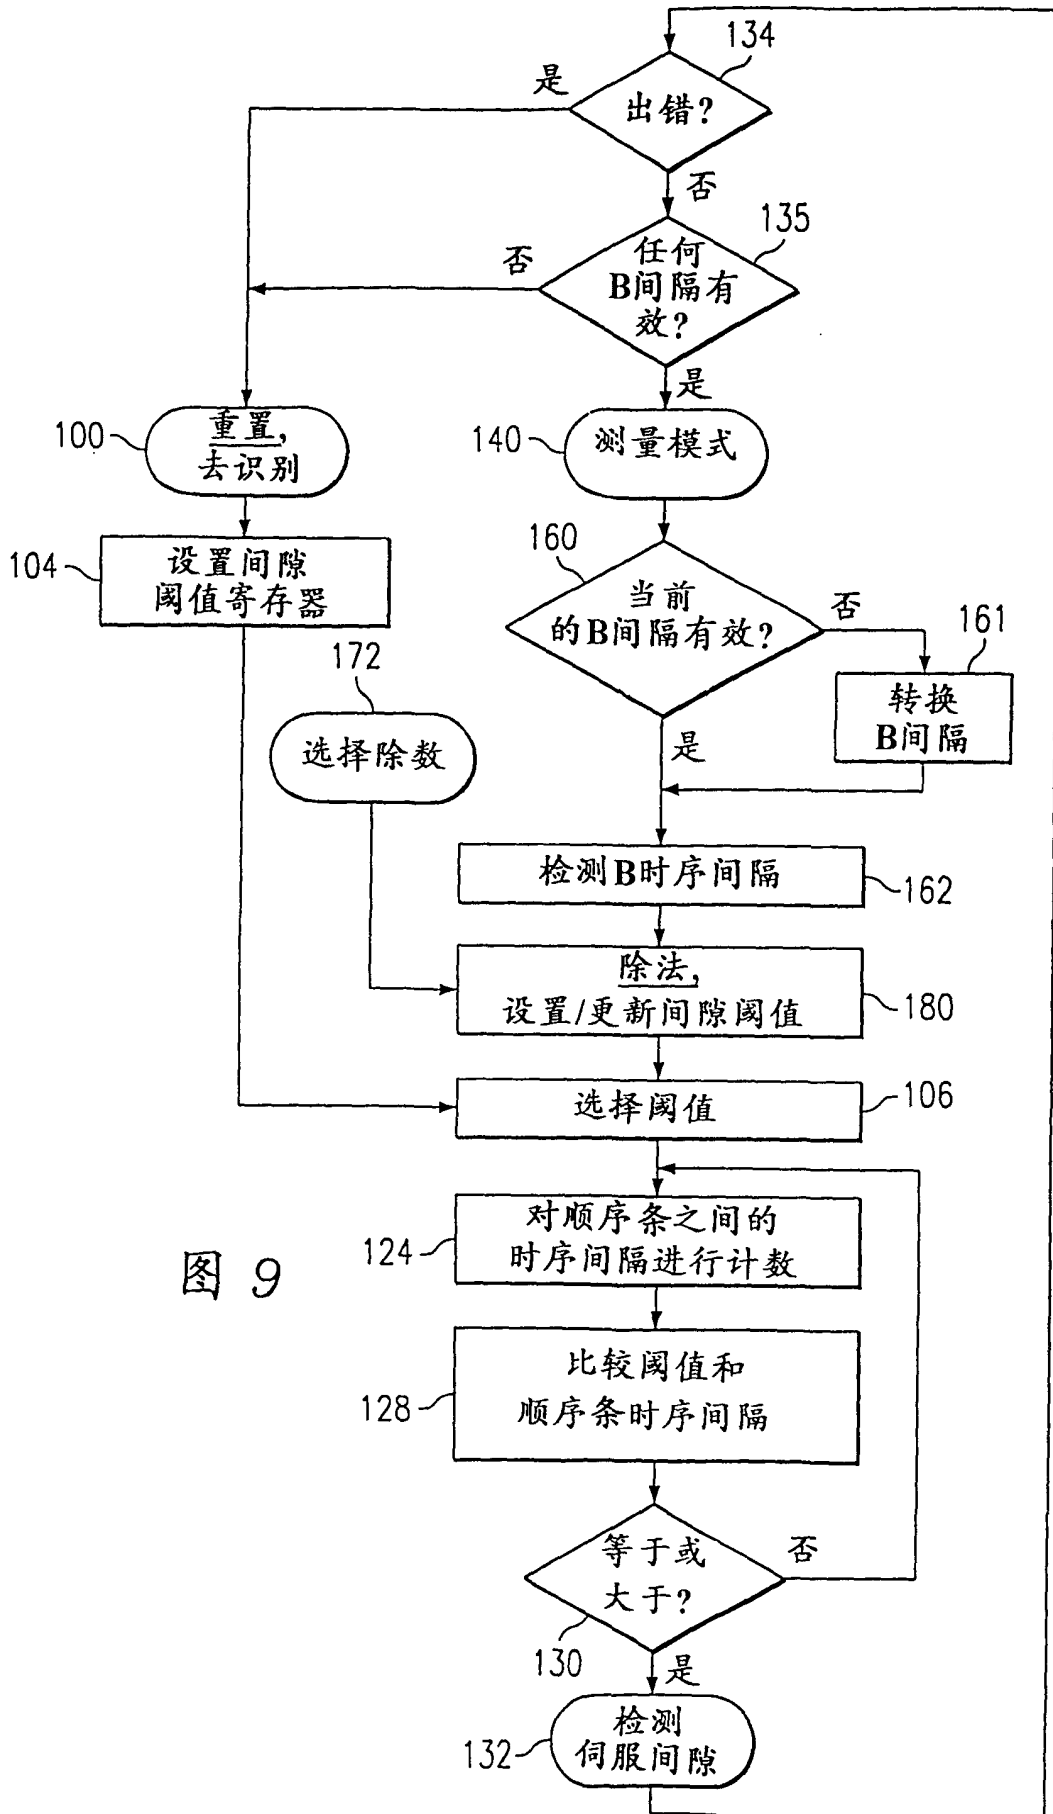 134
是
出错?
否
135
否
任何
B间隔有
效?
是
100
重置,
去识别
140
测量模式
104
设置间隙
阈值寄存器
160
当前
的B间隔有效?
否
161
转换
B间隔
172
选择除数
是
检测B时序间隔
162
除法,
设置/更新间隙阈值
180
选择阈值
106
124
对顺序条之间的
时序间隔进行计数
图 9
128
比较阈值和
顺序条时序间隔
等于或
大于?
否
130
是
132
检测
伺服间隙